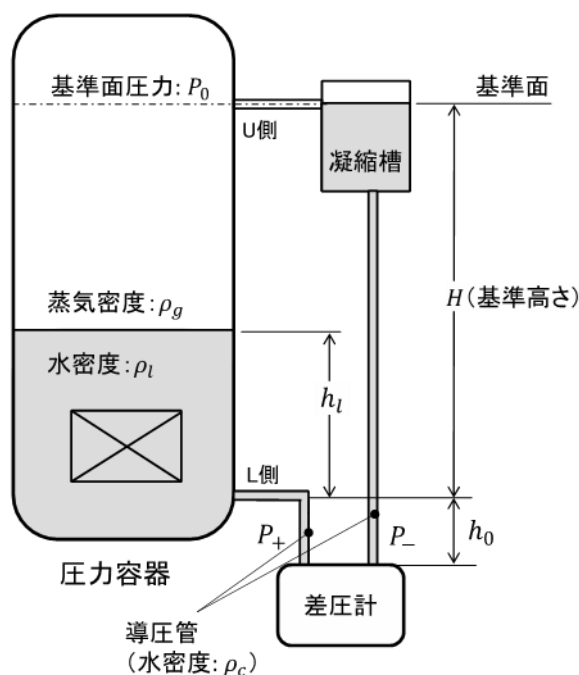 基準面圧力: P₀
基準面
U側
凝縮槽
H(基準高さ)
蒸気密度: ρg
水密度: ρl
hl
L側
P₊
P₋
h₀
圧力容器
差圧計
導圧管
(水密度: ρc)